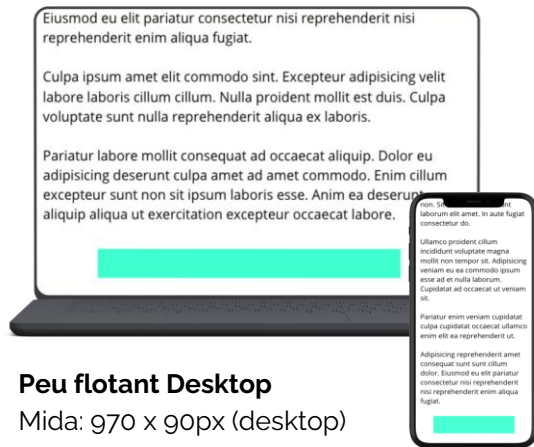 Eiusmod eu elit pariatur consectetur nisi reprehenderit nisi
reprehenderit enim aliqua fugiat.
Culpa ipsum amet elit commodo sint. Excepteur adipisicing velit
labore laboris cillum cillum. Nulla proident mollit est duis. Culpa
voluptate sunt nulla reprehenderit aliqua ex laboris.
Pariatur labore mollit consequat ad occaecat aliquip. Dolor eu
adipisicing deserunt culpa amet ad amet commodo. Enim cillum
excepteur sunt non sit ipsum laboris esse. Anim ea deserunt
aliquip aliqua ut exercitation excepteur occaecat labore.
non.
laborum elit amet. In aute fugiat
consectetur do.
Ullamco proident cillum
incididunt voluptate magna
mollit non tempor sit. Adipisicing
veniam eu ea commodo ipsum
esse ad et nulla laborum.
Cupidatat ad occaecat ut veniam
sit.
Pariatur enim veniam cupidatat
culpa cupidatat occaecat ullamco
enim elit ea reprehenderit ut.
Adipisicing reprehenderit amet
consequat sunt sunt cillum
dolor. Eiusmod eu elit pariatur
consectetur nisi reprehenderit
nisi reprehenderit enim aliqua
fugiat.
Peu flotant Desktop
Mida: 970 x 90px (desktop)